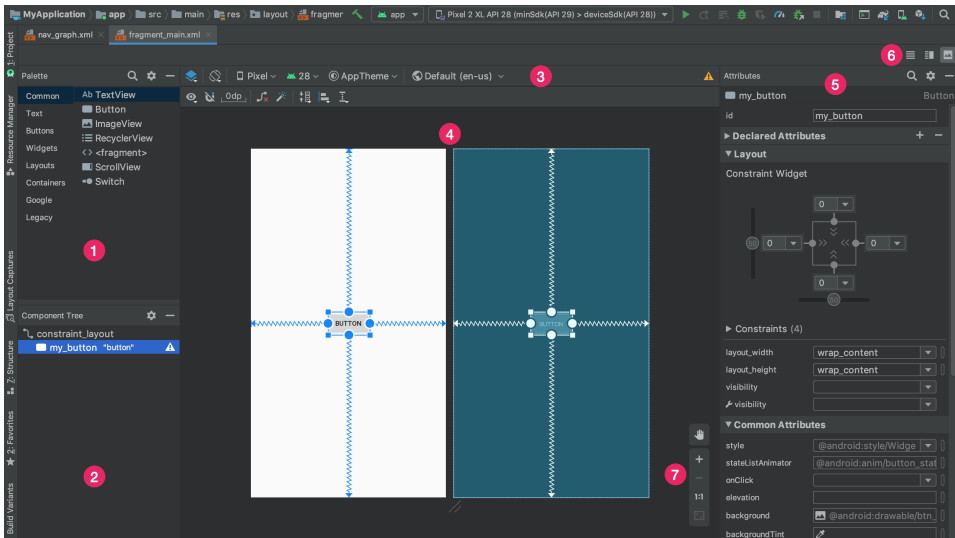 MyApplication app src main res layout fragmer app Pixel 2 XL API 28 (minSdk(API 29) > deviceSdk(API 28))
nav_graph.xml fragment_main.xml
1: Project
Resource Manager
Layout Captures
Z: Structure
2: Favorites
Build Variants
Palette
Common
Text
Buttons
Widgets
Layouts
Containers
Google
Legacy
Ab TextView
Button
ImageView
RecyclerView
<fragment>
ScrollView
Switch
1
Component Tree
constraint_layout
my_button "button"
2
Pixel 28 AppTheme Default (en-us)
3
0dp
4
BUTTON
BUTTON
7
1:1
6
Attributes
5
my_button Button
id my_button
Declared Attributes
Layout
Constraint Widget
0
50 0 0
0
50
Constraints (4)
layout_width wrap_content
layout_height wrap_content
visibility
visibility
Common Attributes
style @android:style/Widge
stateListAnimator @android:anim/button_stat
onClick
elevation
background @android:drawable/btn_
backgroundTint